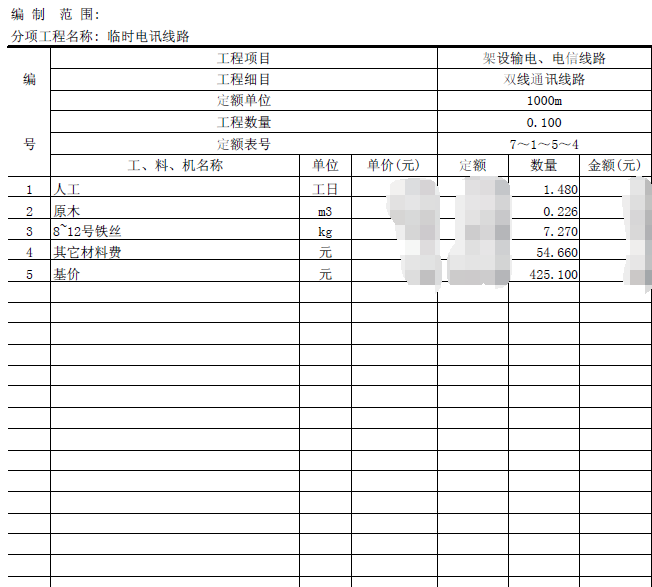 编 制 范 围:
分项工程名称: 临时电讯线路
编号 工程项目 架设输电、电信线路
工程细目 双线通讯线路
定额单位 1000m
工程数量 0.100
定额表号 7～1～5～4
工、料、机名称 单位 单价(元) 定额 数量 金额(元)
1 人工 工日 1.480
2 原木 m3 0.226
3 8~12号铁丝 kg 7.270
4 其它材料费 元 54.660
5 基价 元 425.100